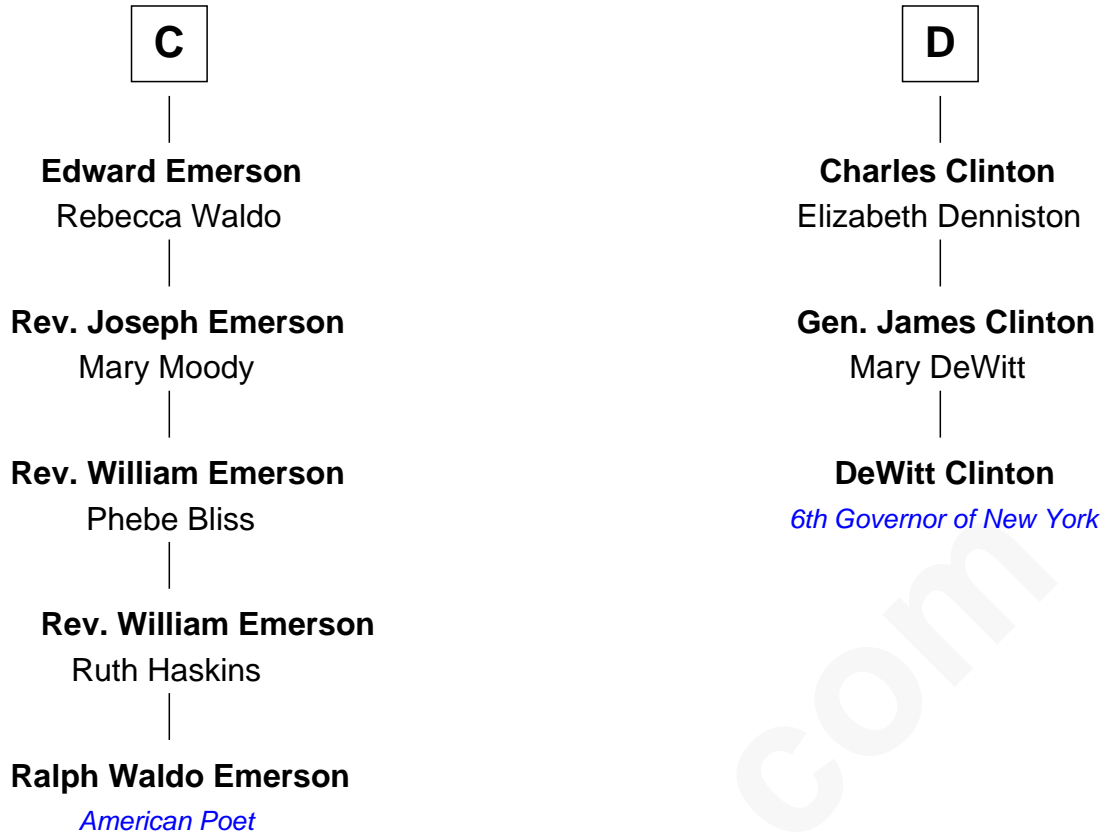 C
Edward Emerson
Rebecca Waldo
Rev. Joseph Emerson
Mary Moody
Rev. William Emerson
Phebe Bliss
Rev. William Emerson
Ruth Haskins
Ralph Waldo Emerson
American Poet
D
Charles Clinton
Elizabeth Denniston
Gen. James Clinton
Mary DeWitt
DeWitt Clinton
6th Governor of New York
com